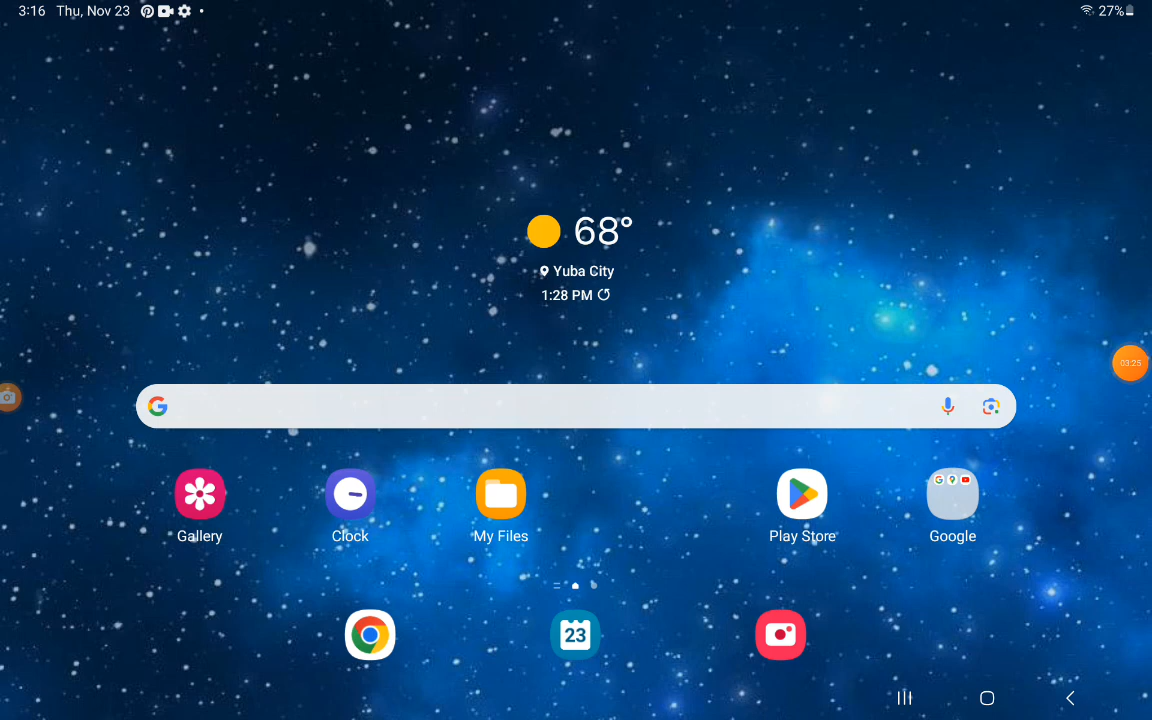 3:16 Thu, Nov 23
27%
68°
Yuba City
1:28 PM
03:25
Gallery
Clock
My Files
Play Store
Google
23